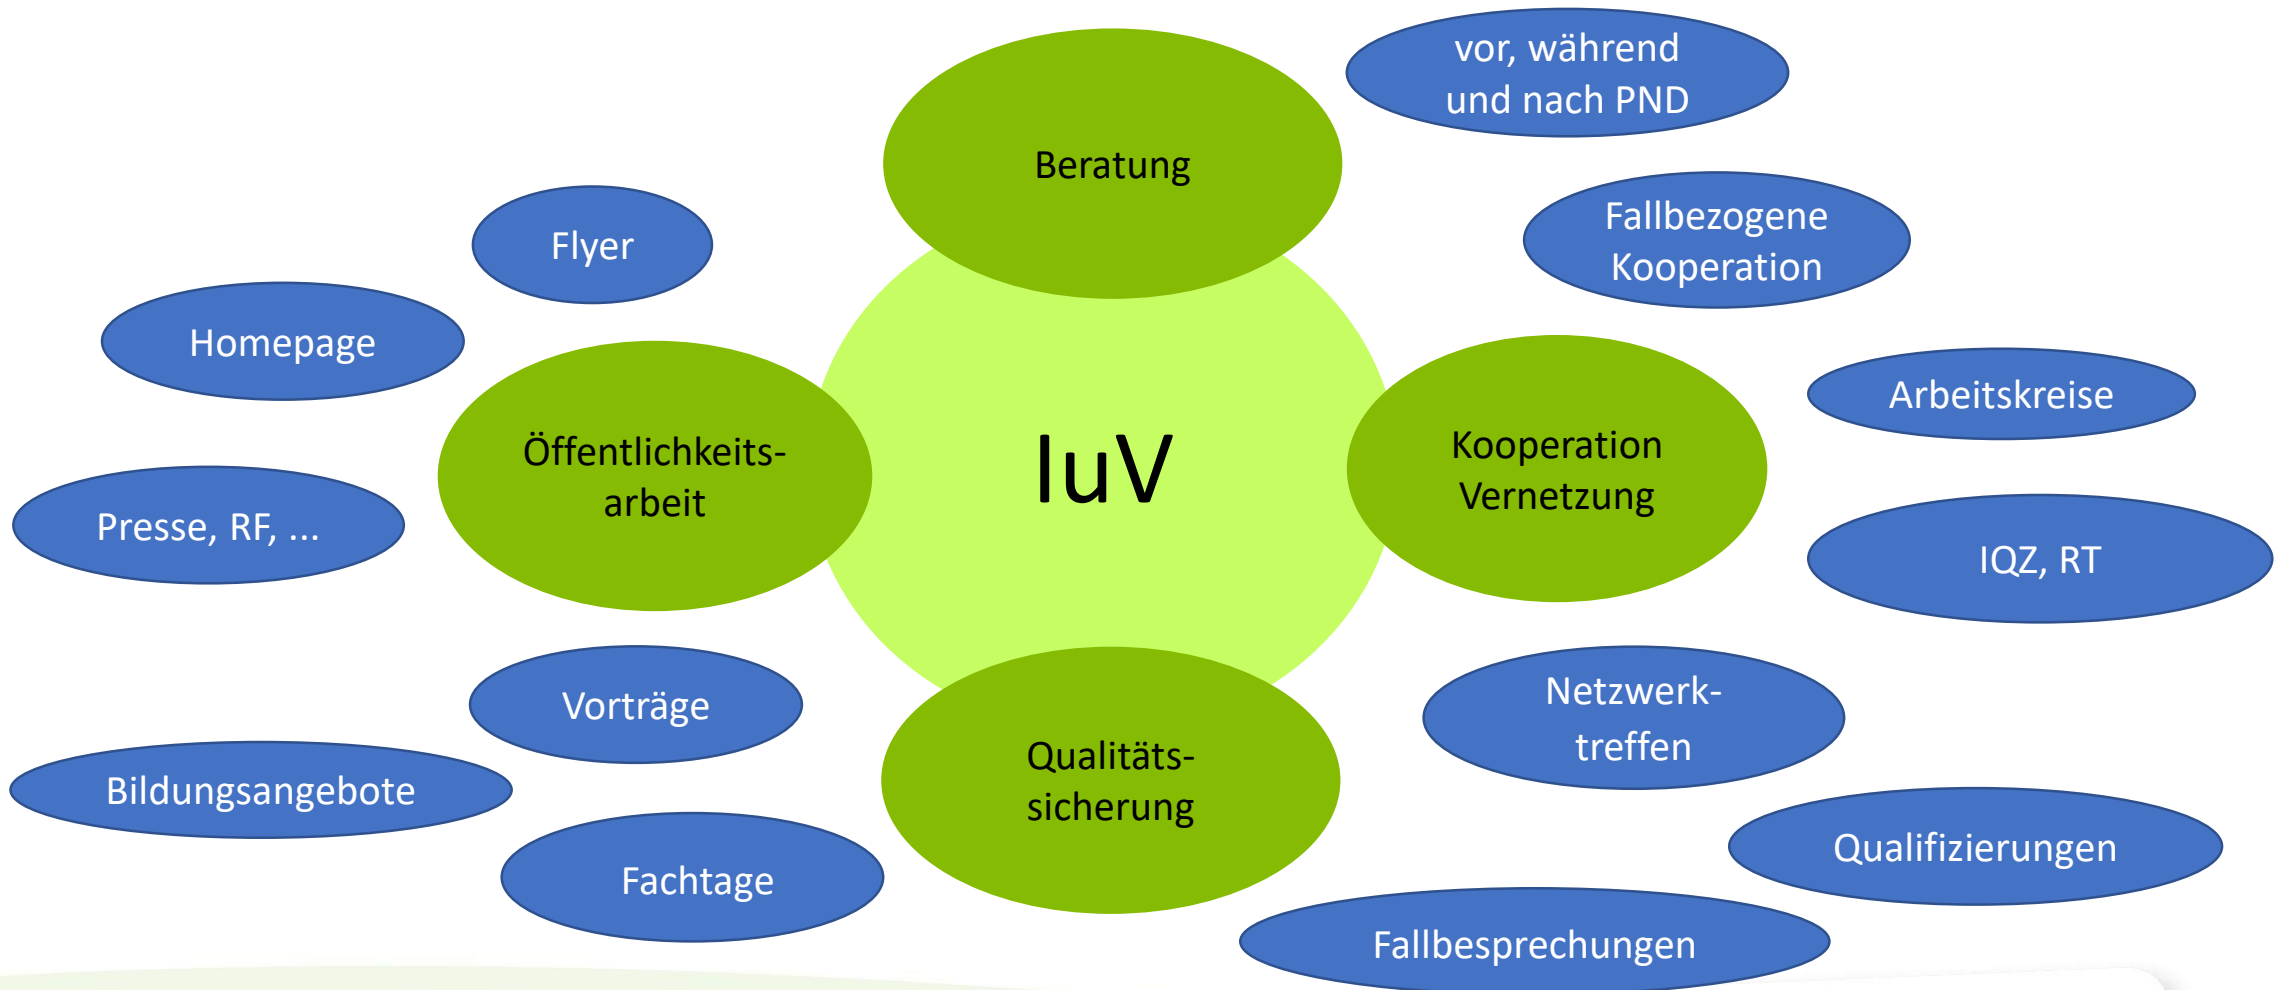 vor, während
und nach PND
Beratung
Fallbezogene
Kooperation
Flyer
Homepage
Arbeitskreise
Öffentlichkeits-
arbeit
IuV
Kooperation
Vernetzung
Presse, RF, ...
IQZ, RT
Vorträge
Netzwerk-
treffen
Bildungsangebote
Qualitäts-
sicherung
Qualifizierungen
Fachtage
Fallbesprechungen